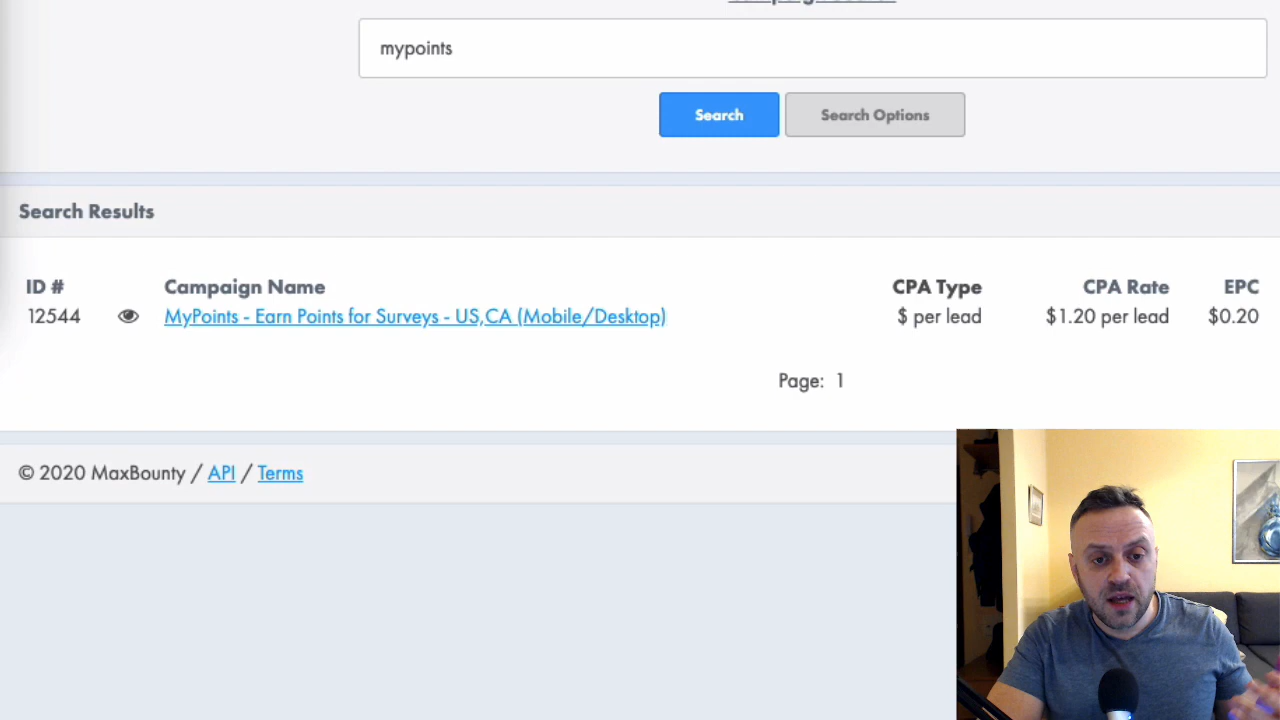 mypoints
Search Search Options
Search Results
ID # Campaign Name CPA Type CPA Rate EPC
12544 MyPoints - Earn Points for Surveys - US,CA (Mobile/Desktop) $ per lead $1.20 per lead $0.20
Page: 1
© 2020 MaxBounty / API / Terms